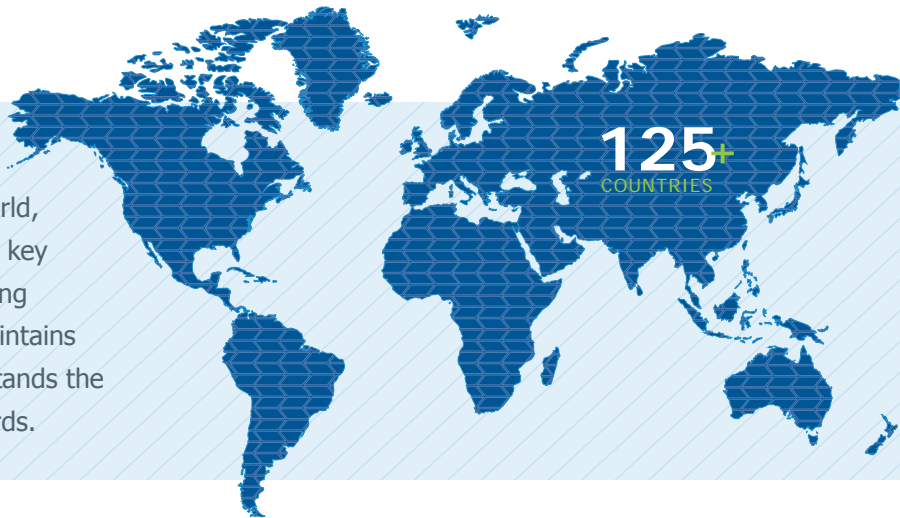 rld,
key
ng
intains
tands the
rds.
125+
COUNTRIES